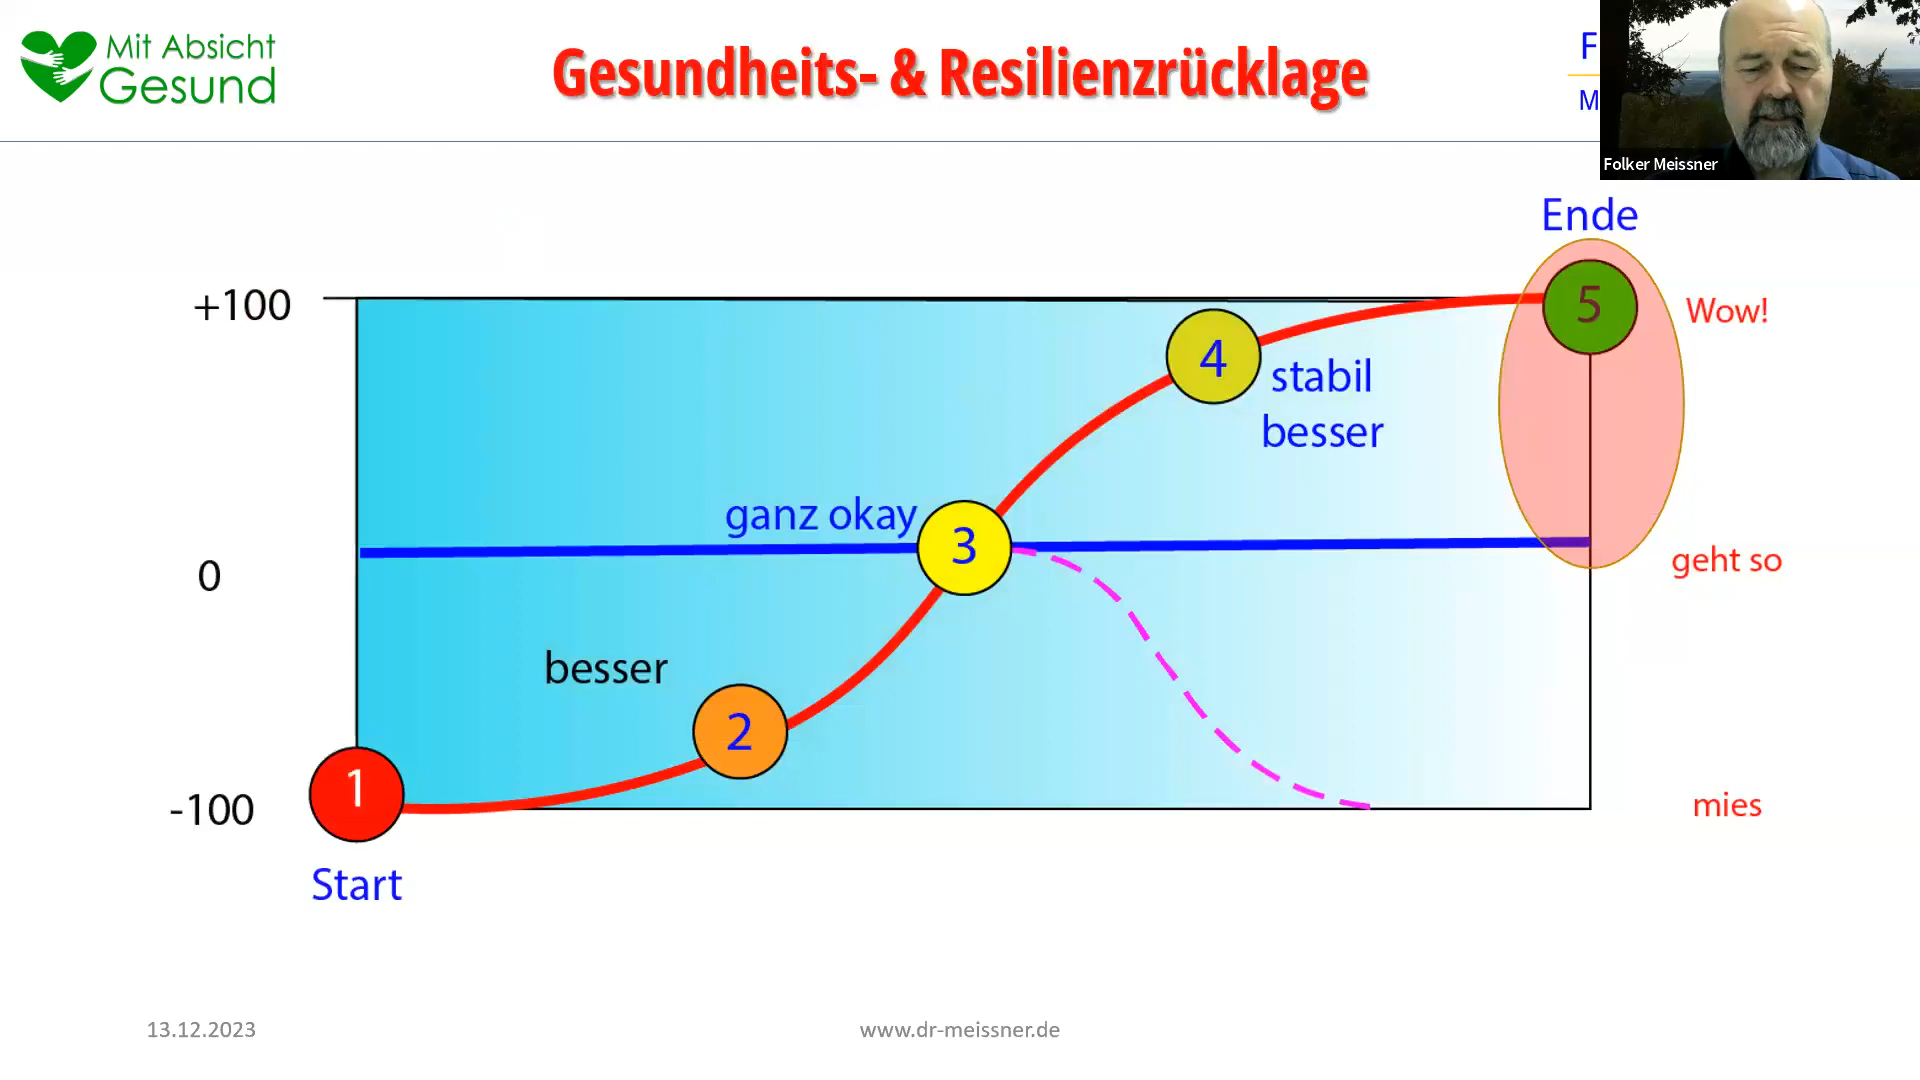 Mit Absicht
Gesund
Gesundheits- & Resilienzrücklage
F
M
Folker Meissner
Ende
+100
5
Wow!
4
stabil
besser
ganz okay
3
0
geht so
besser
2
1
-100
mies
Start
13.12.2023
www.dr-meissner.de